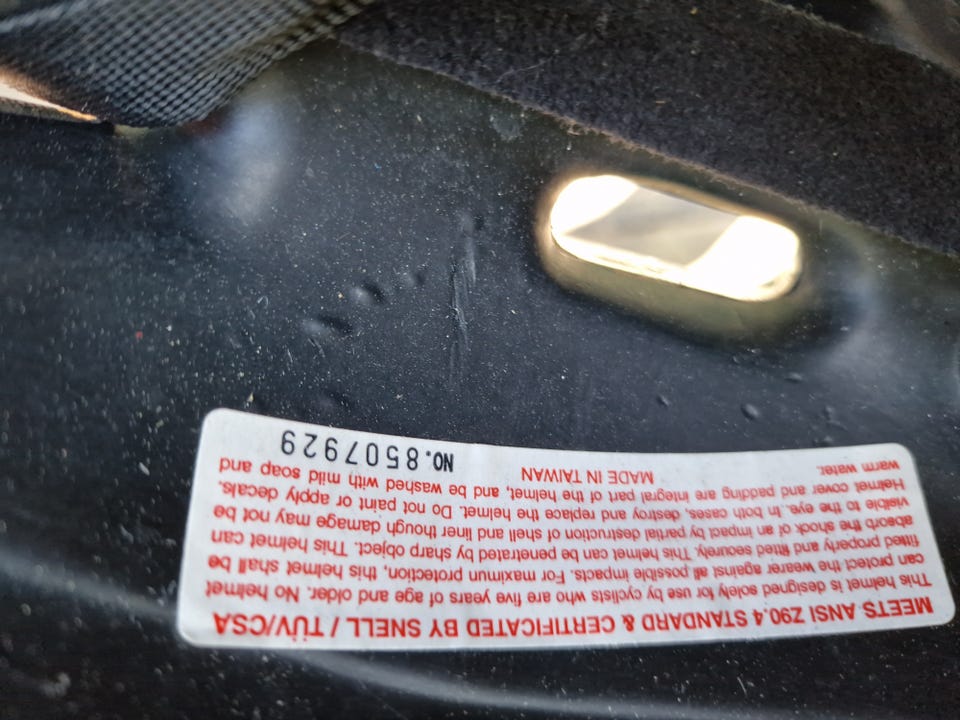 MEETS ANSI Z90.4 STANDARD & CERTIFICATED BY SNELL / TÜV/CSA
This helmet is designed solely for use by cyclists who are five years of age and older. No helmet
can protect the wearer against all possible impacts. For maximun protection, this helmet shall be
fitted properly and fitted securely. This helmet can be penetrated by sharp object. This helmet can
absorb the shock of an impact by partial destruction of shell and liner though damage may not be
visible to the eye. In both cases, destroy and replace the helmet. Do not paint or apply decals.
Helmet cover and padding are integral part of the helmet, and be washed with mild soap and
warm water.
MADE IN TAIWAN
NO.8507929